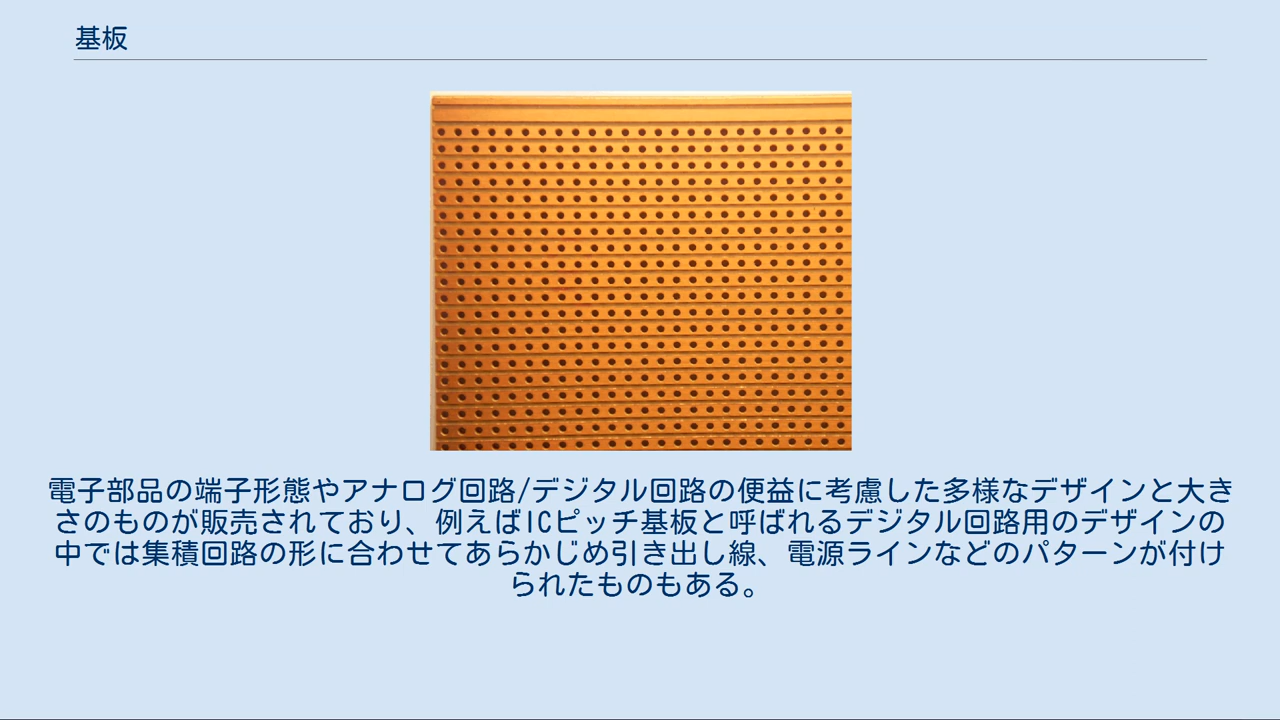 基板
電子部品の端子形態やアナログ回路/デジタル回路の便益に考慮した多様なデザインと大き
さのものが販売されており、例えばICピッチ基板と呼ばれるデジタル回路用のデザインの
中では集積回路の形に合わせてあらかじめ引き出し線、電源ラインなどのパターンが付け
られたものもある。